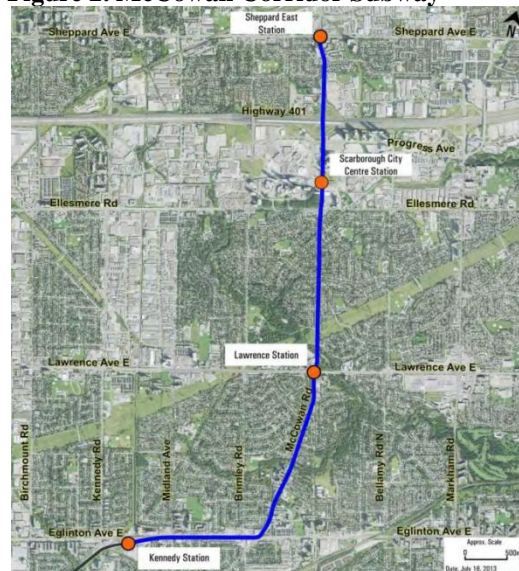 Figure 2: McCowan Corridor Subway
Sheppard Ave E
Sheppard East
Station
Sheppard Ave E
N
Highway 401
Progress Ave
Scarborough City
Centre Station
Ellesmere Rd
Ellesmere Rd
Lawrence Station
Lawrence Ave E
Lawrence Ave E
Birchmount Rd
Kennedy Rd
Midland Ave
Brimley Rd
McCowan Rd
Bellamy Rd N
Markham Rd
Eglinton Ave E
Eglinton Ave E
Kennedy Station
Approx. Scale
0 500m
Date: July 18, 2013